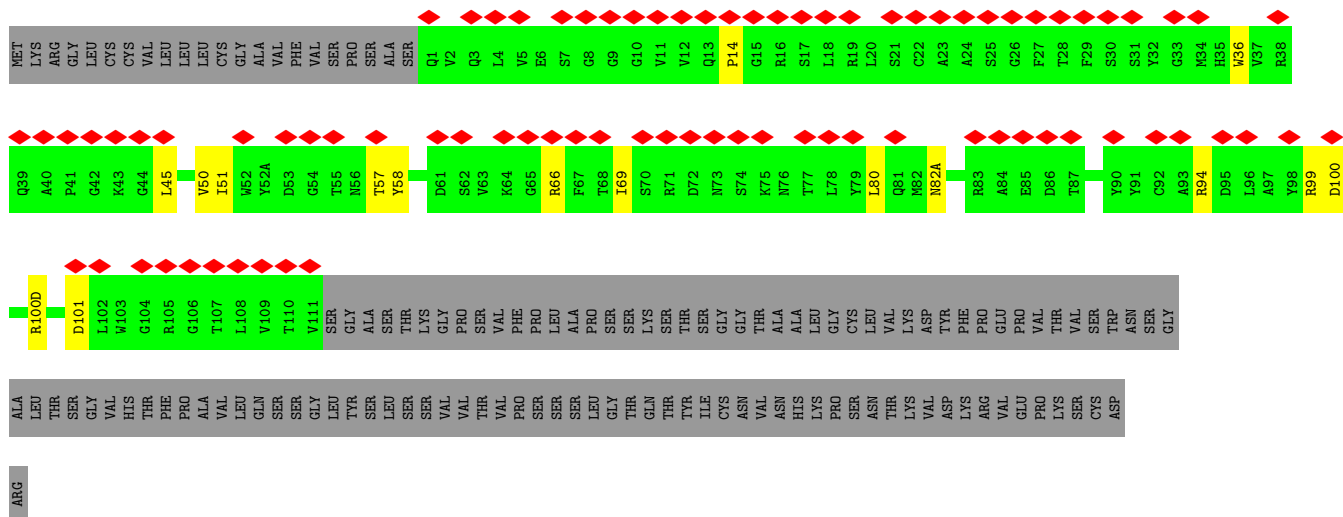 MET LYS ARG GLY LEU CYS CYS VAL LEU LEU LEU CYS GLY ALA VAL PHE VAL SER PRO SER ALA SER Q1 V2 Q3 L4 V5 E6 S7 G8 G9 G10 V11 V12 Q13 P14 G15 R16 S17 L18 R19 L20 S21 C22 A23 A24 S25 G26 F27 T28 F29 S30 S31 Y32 G33 M34 H35 W36 V37 R38
Q39 A40 P41 G42 K43 G44 L45 V50 I51 W52 Y52A D53 G54 T55 N56 T57 Y58 D61 S62 V63 K64 G65 R66 F67 T68 I69 S70 R71 D72 N73 S74 K75 N76 T77 L78 Y79 L80 Q81 M82 N82A R83 A84 E85 D86 T87 Y90 Y91 C92 A93 R94 D95 L96 A97 Y98 R99 D100
R100D D101 L102 W103 G104 R105 G106 T107 L108 V109 T110 V111 SER GLY ALA SER THR LYS GLY PRO SER VAL PHE PRO LEU ALA PRO SER SER LYS SER THR SER GLY GLY THR ALA ALA LEU GLY CYS LEU VAL LYS ASP TYR PHE PRO GLU PRO VAL THR VAL SER TRP ASN SER GLY
ALA LEU THR SER GLY VAL HIS THR PHE PRO ALA VAL LEU GLN SER SER GLY LEU TYR SER LEU SER SER VAL VAL THR VAL PRO SER SER SER LEU GLY THR GLN THR TYR ILE CYS ASN VAL ASN HIS LYS PRO SER ASN THR LYS VAL ASP LYS ARG VAL GLU PRO LYS SER CYS ASP
ARG